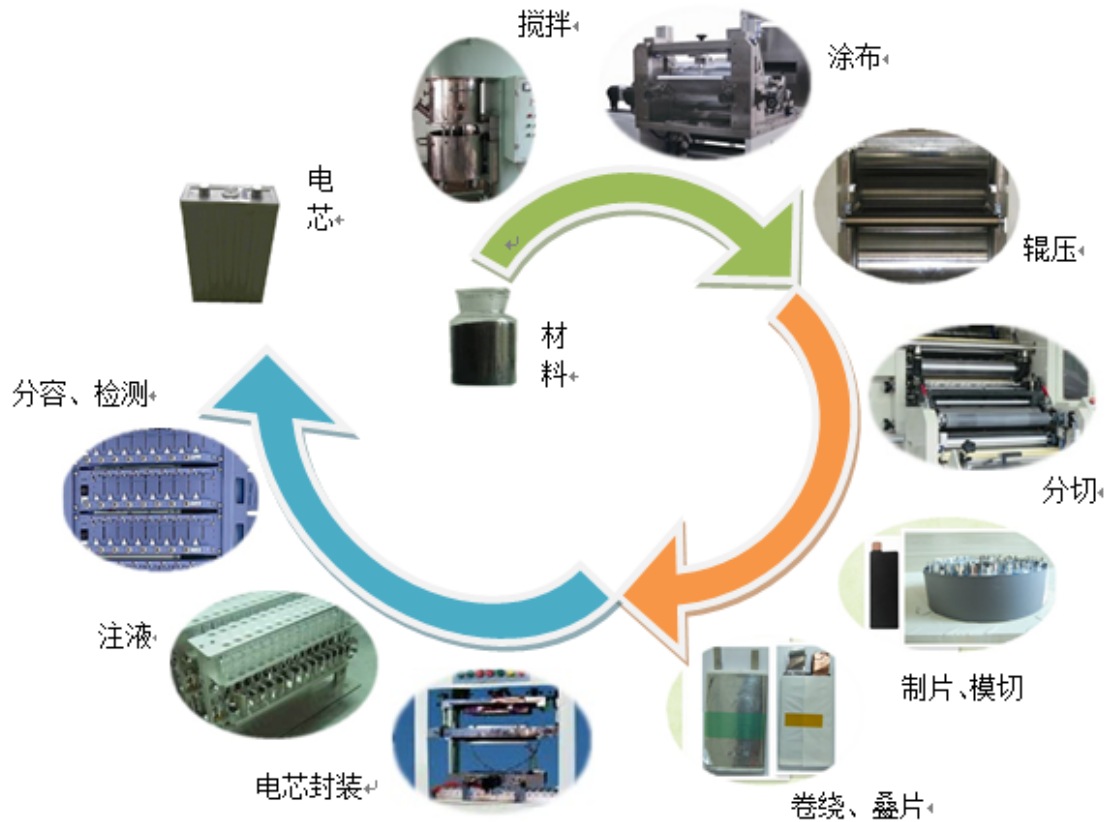 搅拌
涂布
电
芯
辊压
材
料
分容、检测
分切
注液
制片、模切
电芯封装
卷绕、叠片